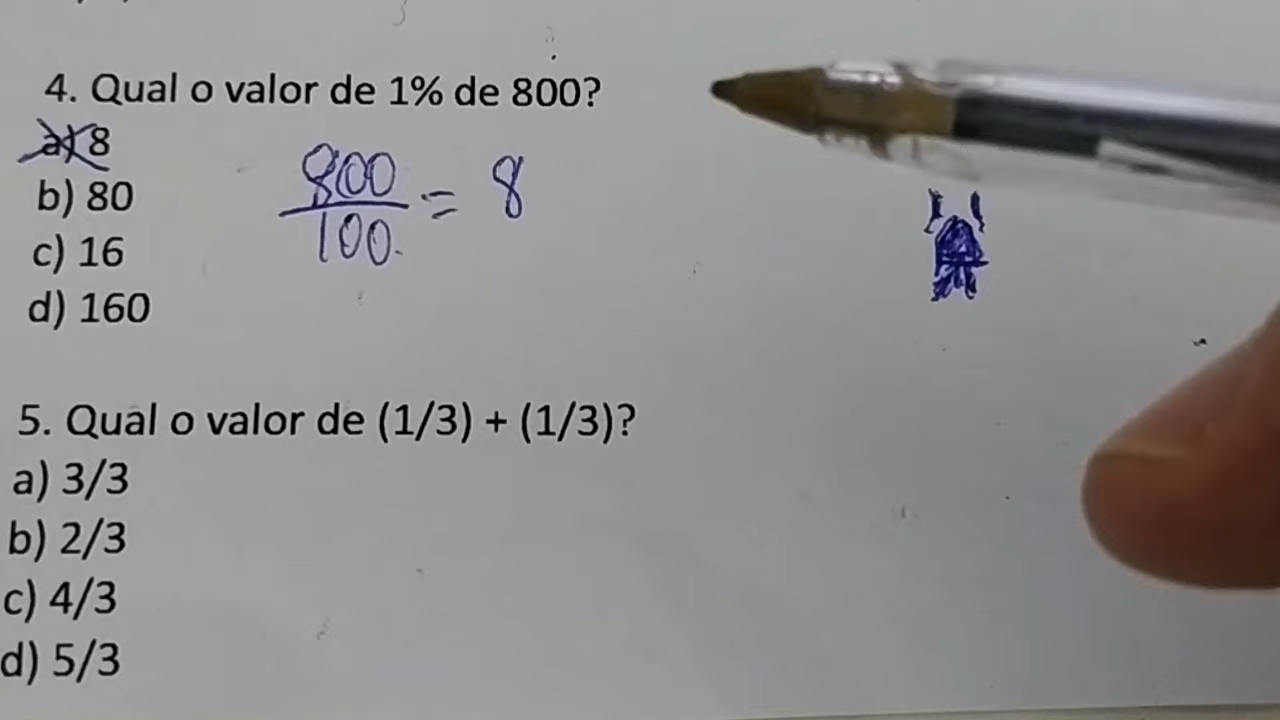 4. Qual o valor de 1% de 800?
a) 8
b) 80
c) 16
d) 160
800
100
= 8
5. Qual o valor de (1/3) + (1/3)?
a) 3/3
b) 2/3
c) 4/3
d) 5/3